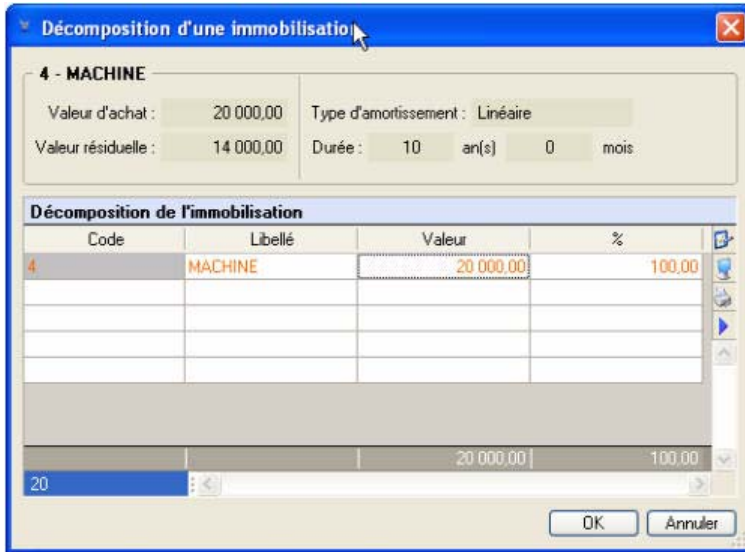 Décomposition d'une immobilisation
4 - MACHINE
Valeur d'achat : 20 000,00 Type d'amortissement : Linéaire
Valeur résiduelle : 14 000,00 Durée : 10 an(s) 0 mois
Décomposition de l'immobilisation
Code Libellé Valeur %
4 MACHINE 20 000,00 100,00
20 000,00 100,00
20
OK Annuler